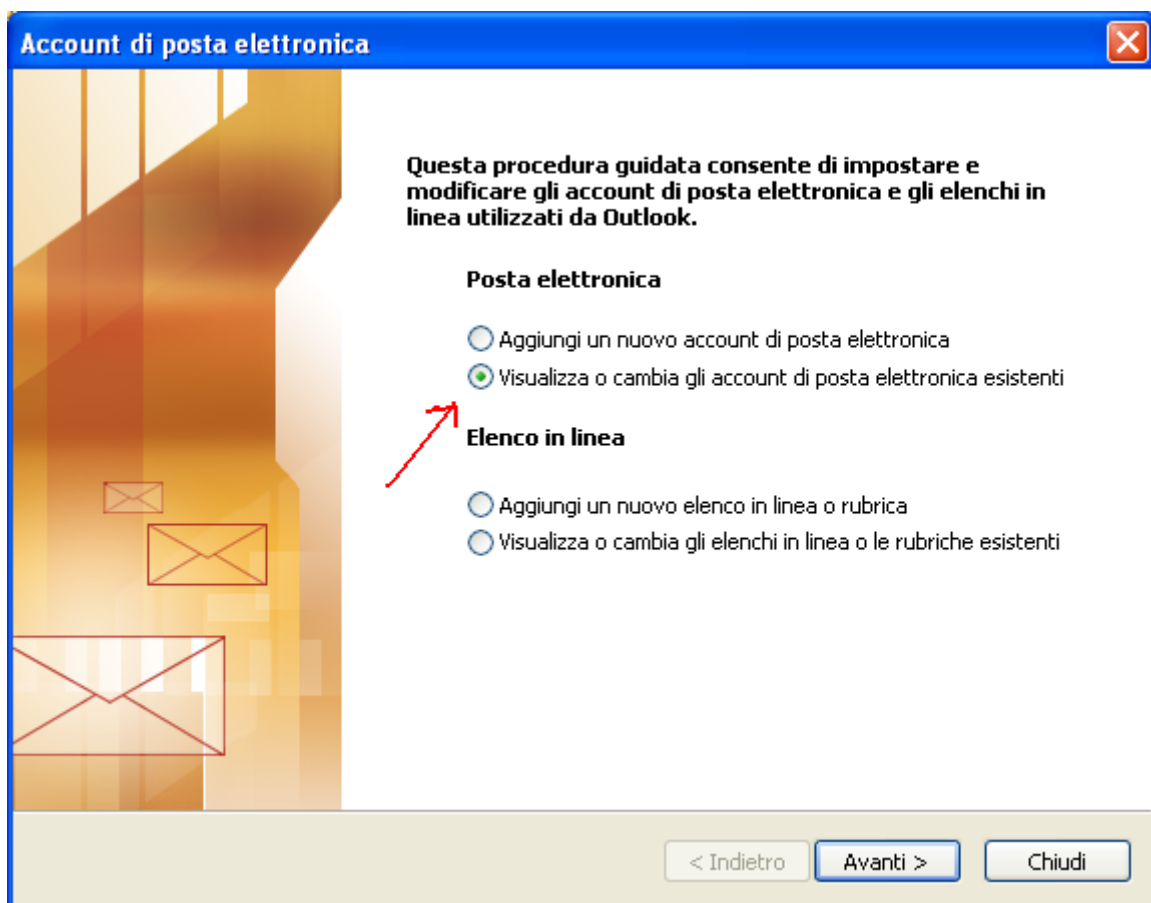 Account di posta elettronica
Questa procedura guidata consente di impostare e
modificare gli account di posta elettronica e gli elenchi in
linea utilizzati da Outlook.
Posta elettronica
Aggiungi un nuovo account di posta elettronica
Visualizza o cambia gli account di posta elettronica esistenti
Elenco in linea
Aggiungi un nuovo elenco in linea o rubrica
Visualizza o cambia gli elenchi in linea o le rubriche esistenti
< Indietro
Avanti >
Chiudi